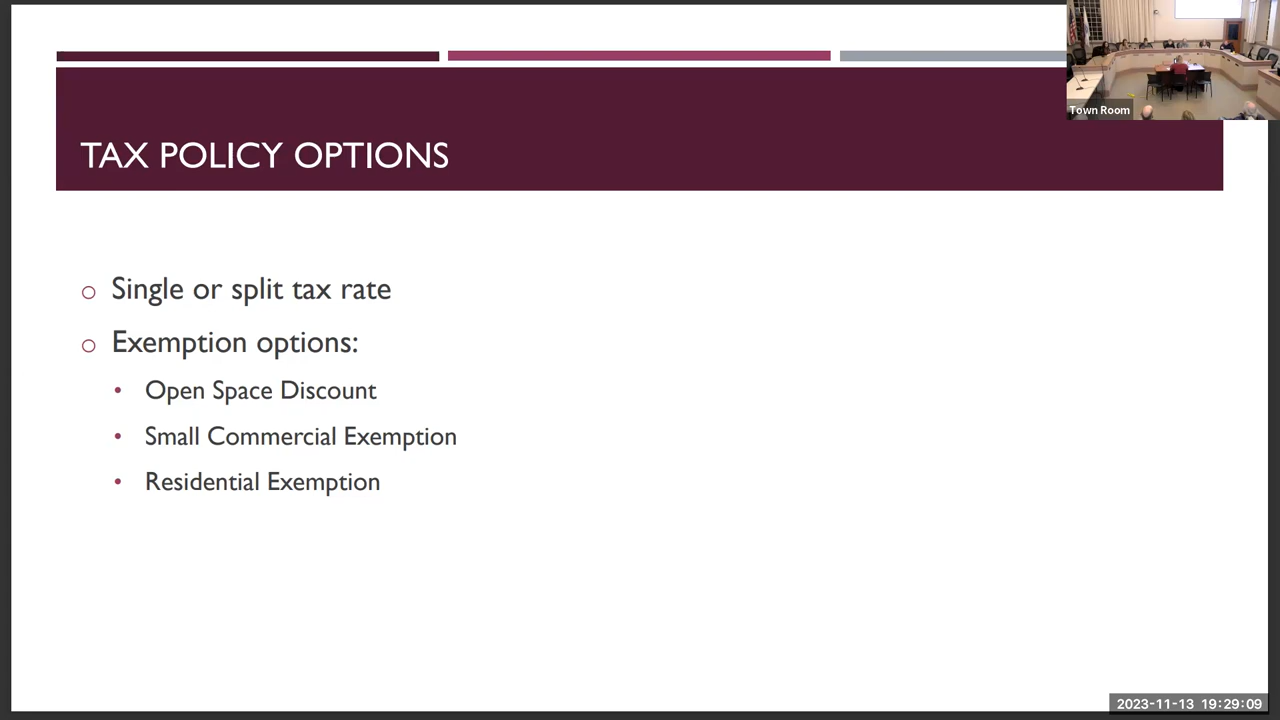 Town Room
TAX POLICY OPTIONS
Single or split tax rate
Exemption options:
Open Space Discount
Small Commercial Exemption
Residential Exemption
2023-11-13 19:29:09